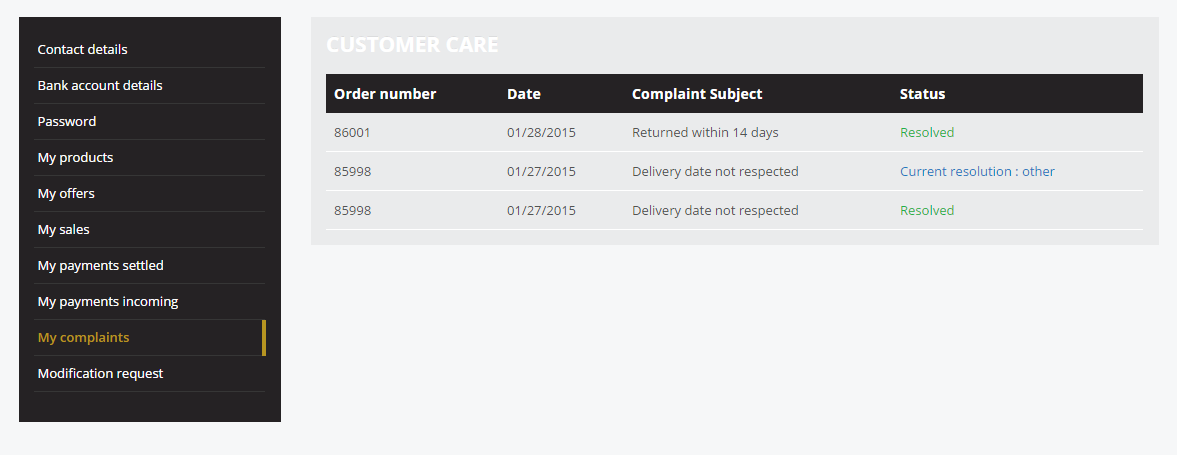 Contact details
Bank account details
Password
My products
My offers
My sales
My payments settled
My payments incoming
My complaints
Modification request
CUSTOMER CARE
Order number Date Complaint Subject Status
86001 01/28/2015 Returned within 14 days Resolved
85998 01/27/2015 Delivery date not respected Current resolution : other
85998 01/27/2015 Delivery date not respected Resolved